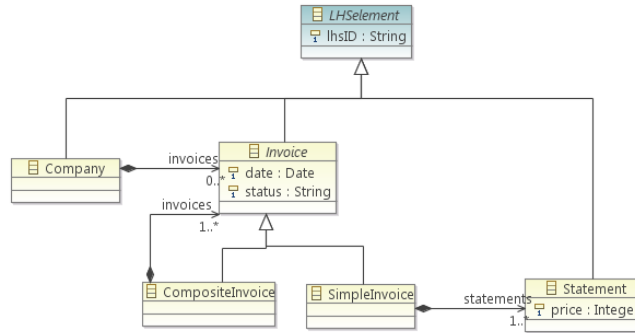 LHSelement
lhsID : String
Invoice
date : Date
status : String
Company
invoices
0..*
invoices
1..*
CompositeInvoice
SimpleInvoice
statements
1..*
Statement
price : Intege